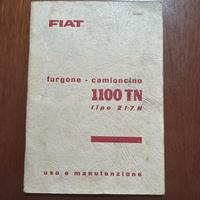 FIAT
furgone - camioncino
1100 TN
tipo 217 N
uso e manutenzione